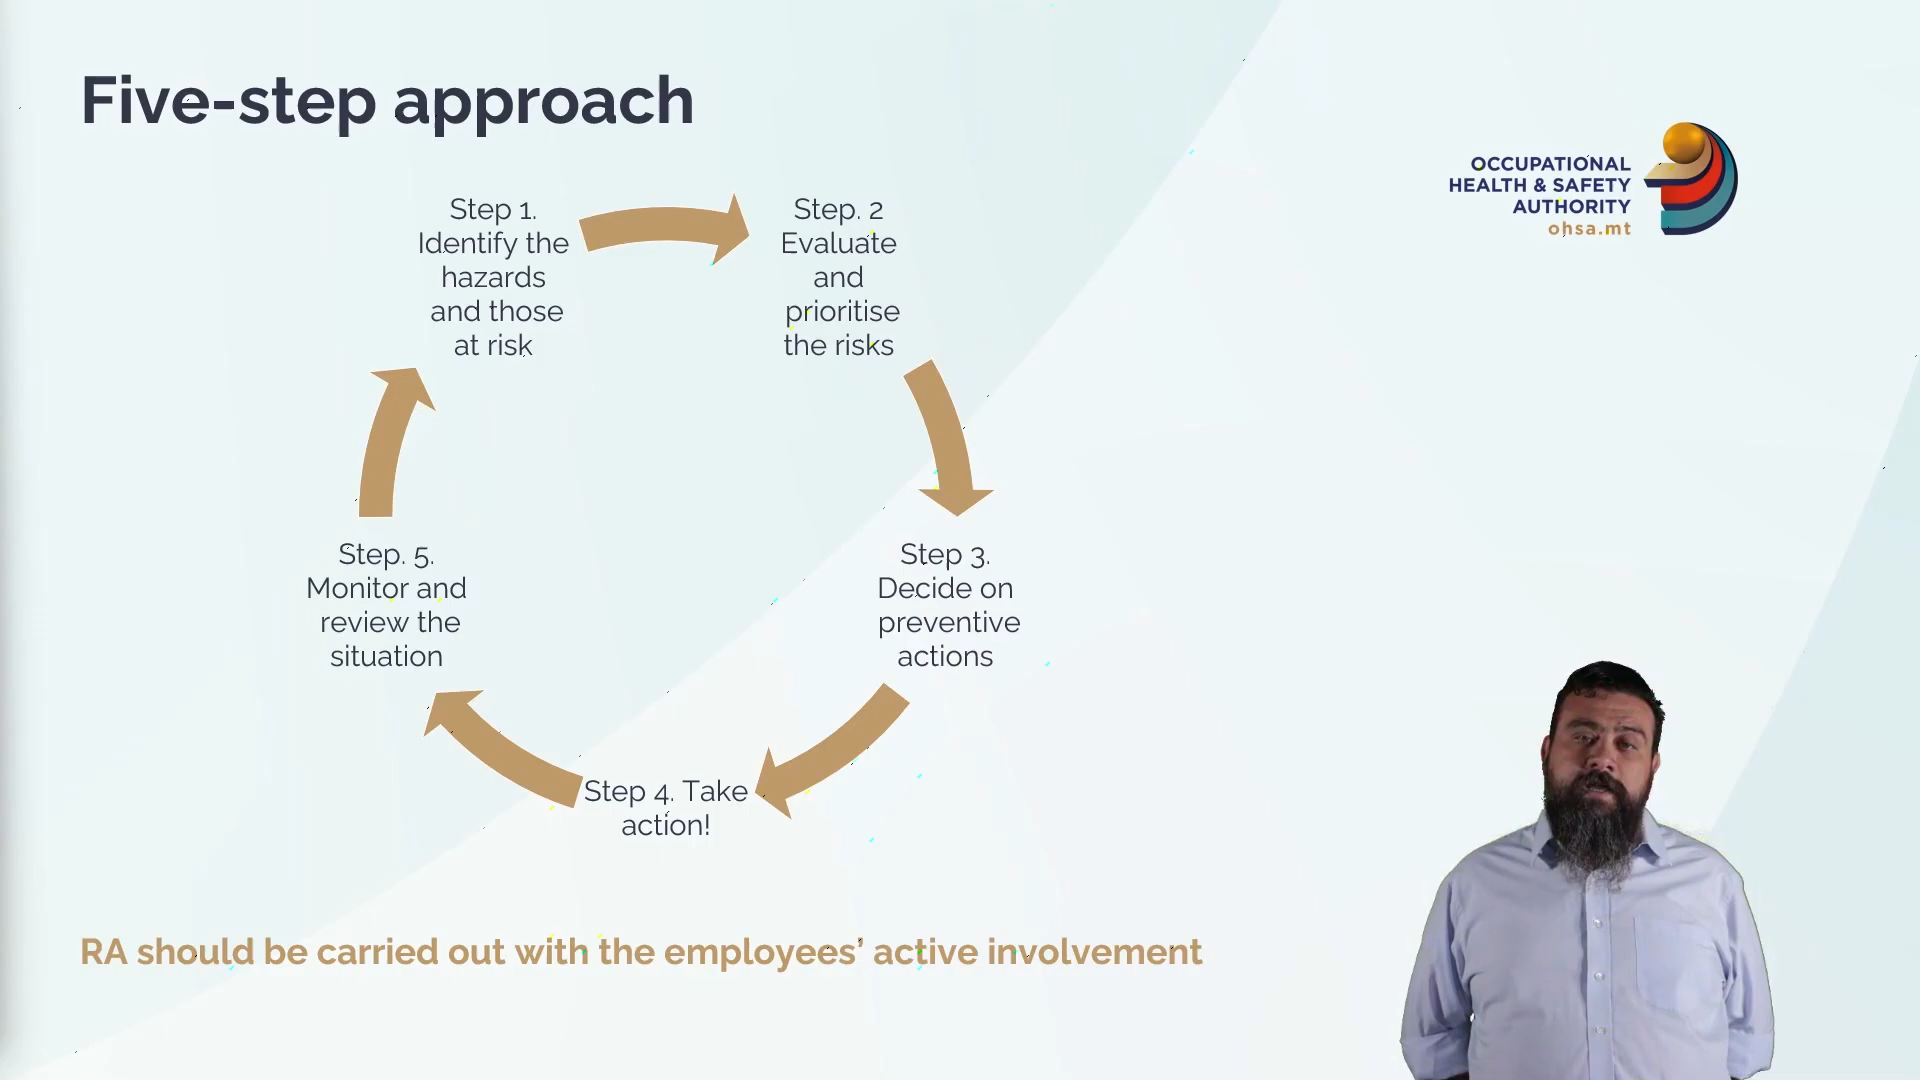 Five-step approach
OCCUPATIONAL
HEALTH & SAFETY
AUTHORITY
ohsa.mt
Step 1.
Identify the
hazards
and those
at risk
Step. 2
Evaluate
and
prioritise
the risks
Step 3.
Decide on
preventive
actions
Step 4. Take
action!
Step. 5.
Monitor and
review the
situation
RA should be carried out with the employees’ active involvement